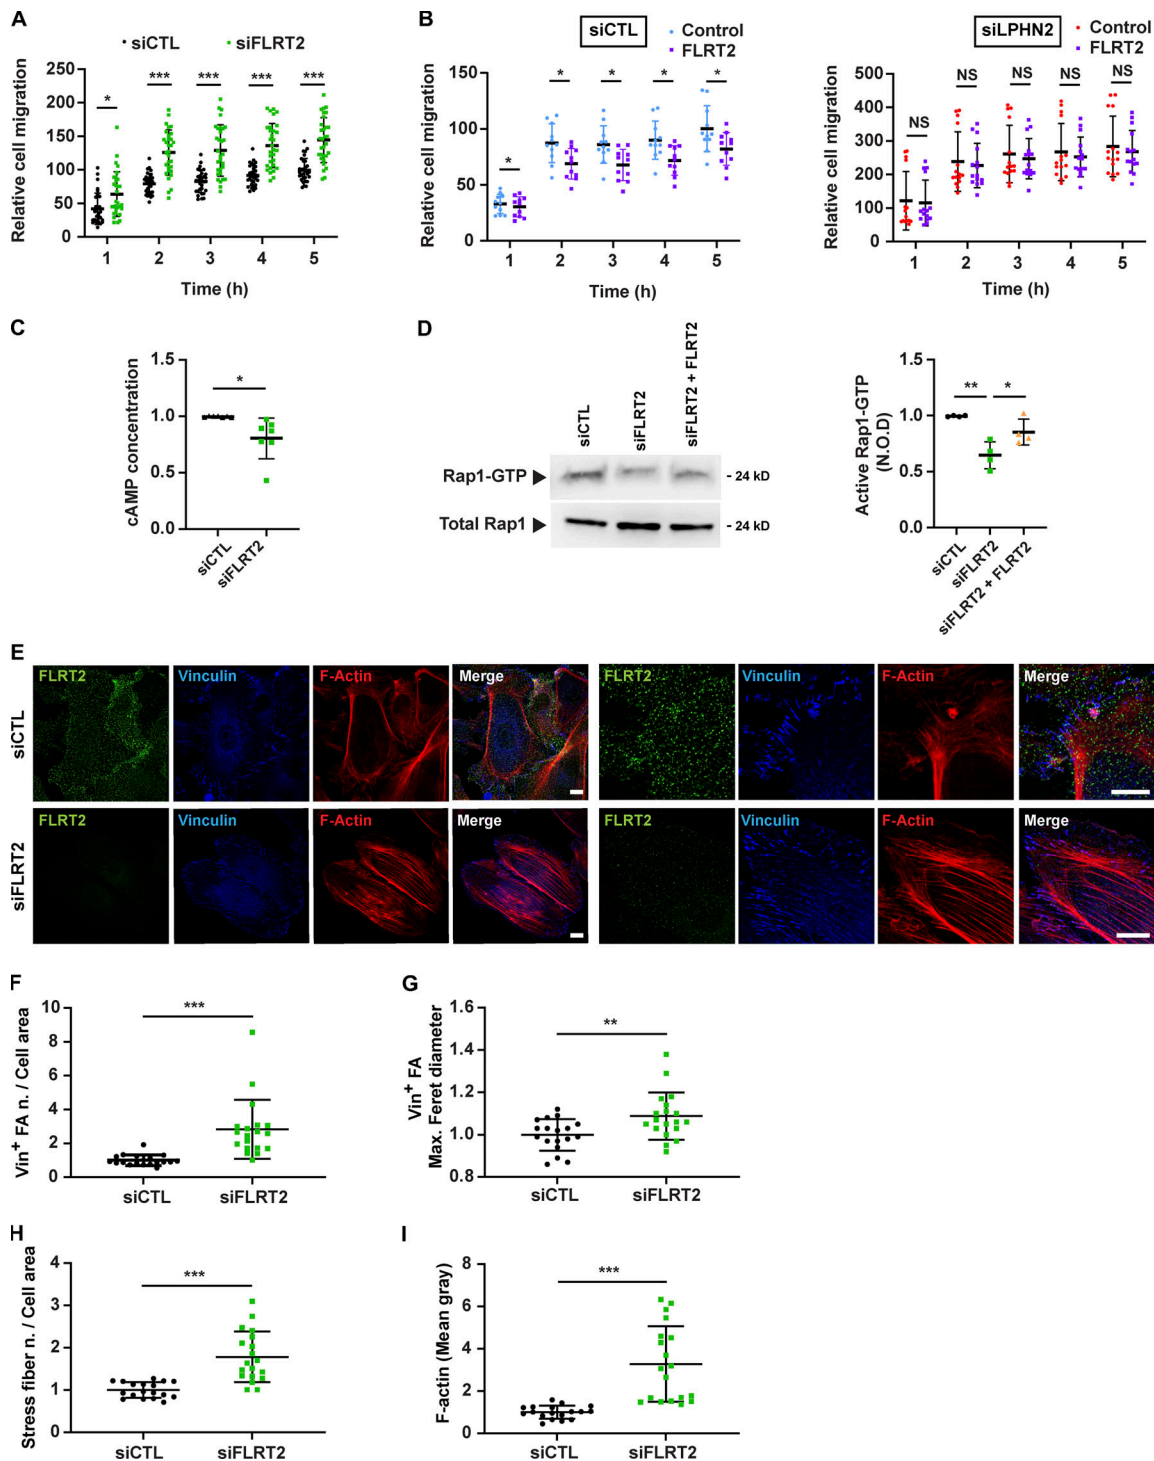 A
siCTL
siFLRT2
Relative cell migration
250
200
150
100
50
0
*
***
***
***
***
1
2
3
4
5
Time (h)
B
siCTL
Control
FLRT2
Relative cell migration
150
100
50
0
*
*
*
*
*
1
2
3
4
5
Time (h)
siLPHN2
Control
FLRT2
Relative cell migration
500
400
300
200
100
0
NS
NS
NS
NS
NS
1
2
3
4
5
Time (h)
C
cAMP concentration
1.5
1.0
0.5
0.0
*
siCTL
siFLRT2
D
siCTL
siFLRT2
siFLRT2 + FLRT2
Rap1-GTP
- 24 kD
Total Rap1
- 24 kD
Active Rap1-GTP
(N.O.D)
1.5
1.0
0.5
0.0
**
*
siCTL
siFLRT2
siFLRT2 + FLRT2
E
siCTL
FLRT2
Vinculin
F-Actin
Merge
FLRT2
Vinculin
F-Actin
Merge
siFLRT2
FLRT2
Vinculin
F-Actin
Merge
FLRT2
Vinculin
F-Actin
Merge
F
Vin+ FA n. / Cell area
10
8
6
4
2
0
***
siCTL
siFLRT2
G
Vin+ FA
Max. Feret diameter
1.6
1.4
1.2
1.0
0.8
**
siCTL
siFLRT2
H
Stress fiber n. / Cell area
4
3
2
1
0
***
siCTL
siFLRT2
I
F-actin (Mean gray)
8
6
4
2
0
***
siCTL
siFLRT2